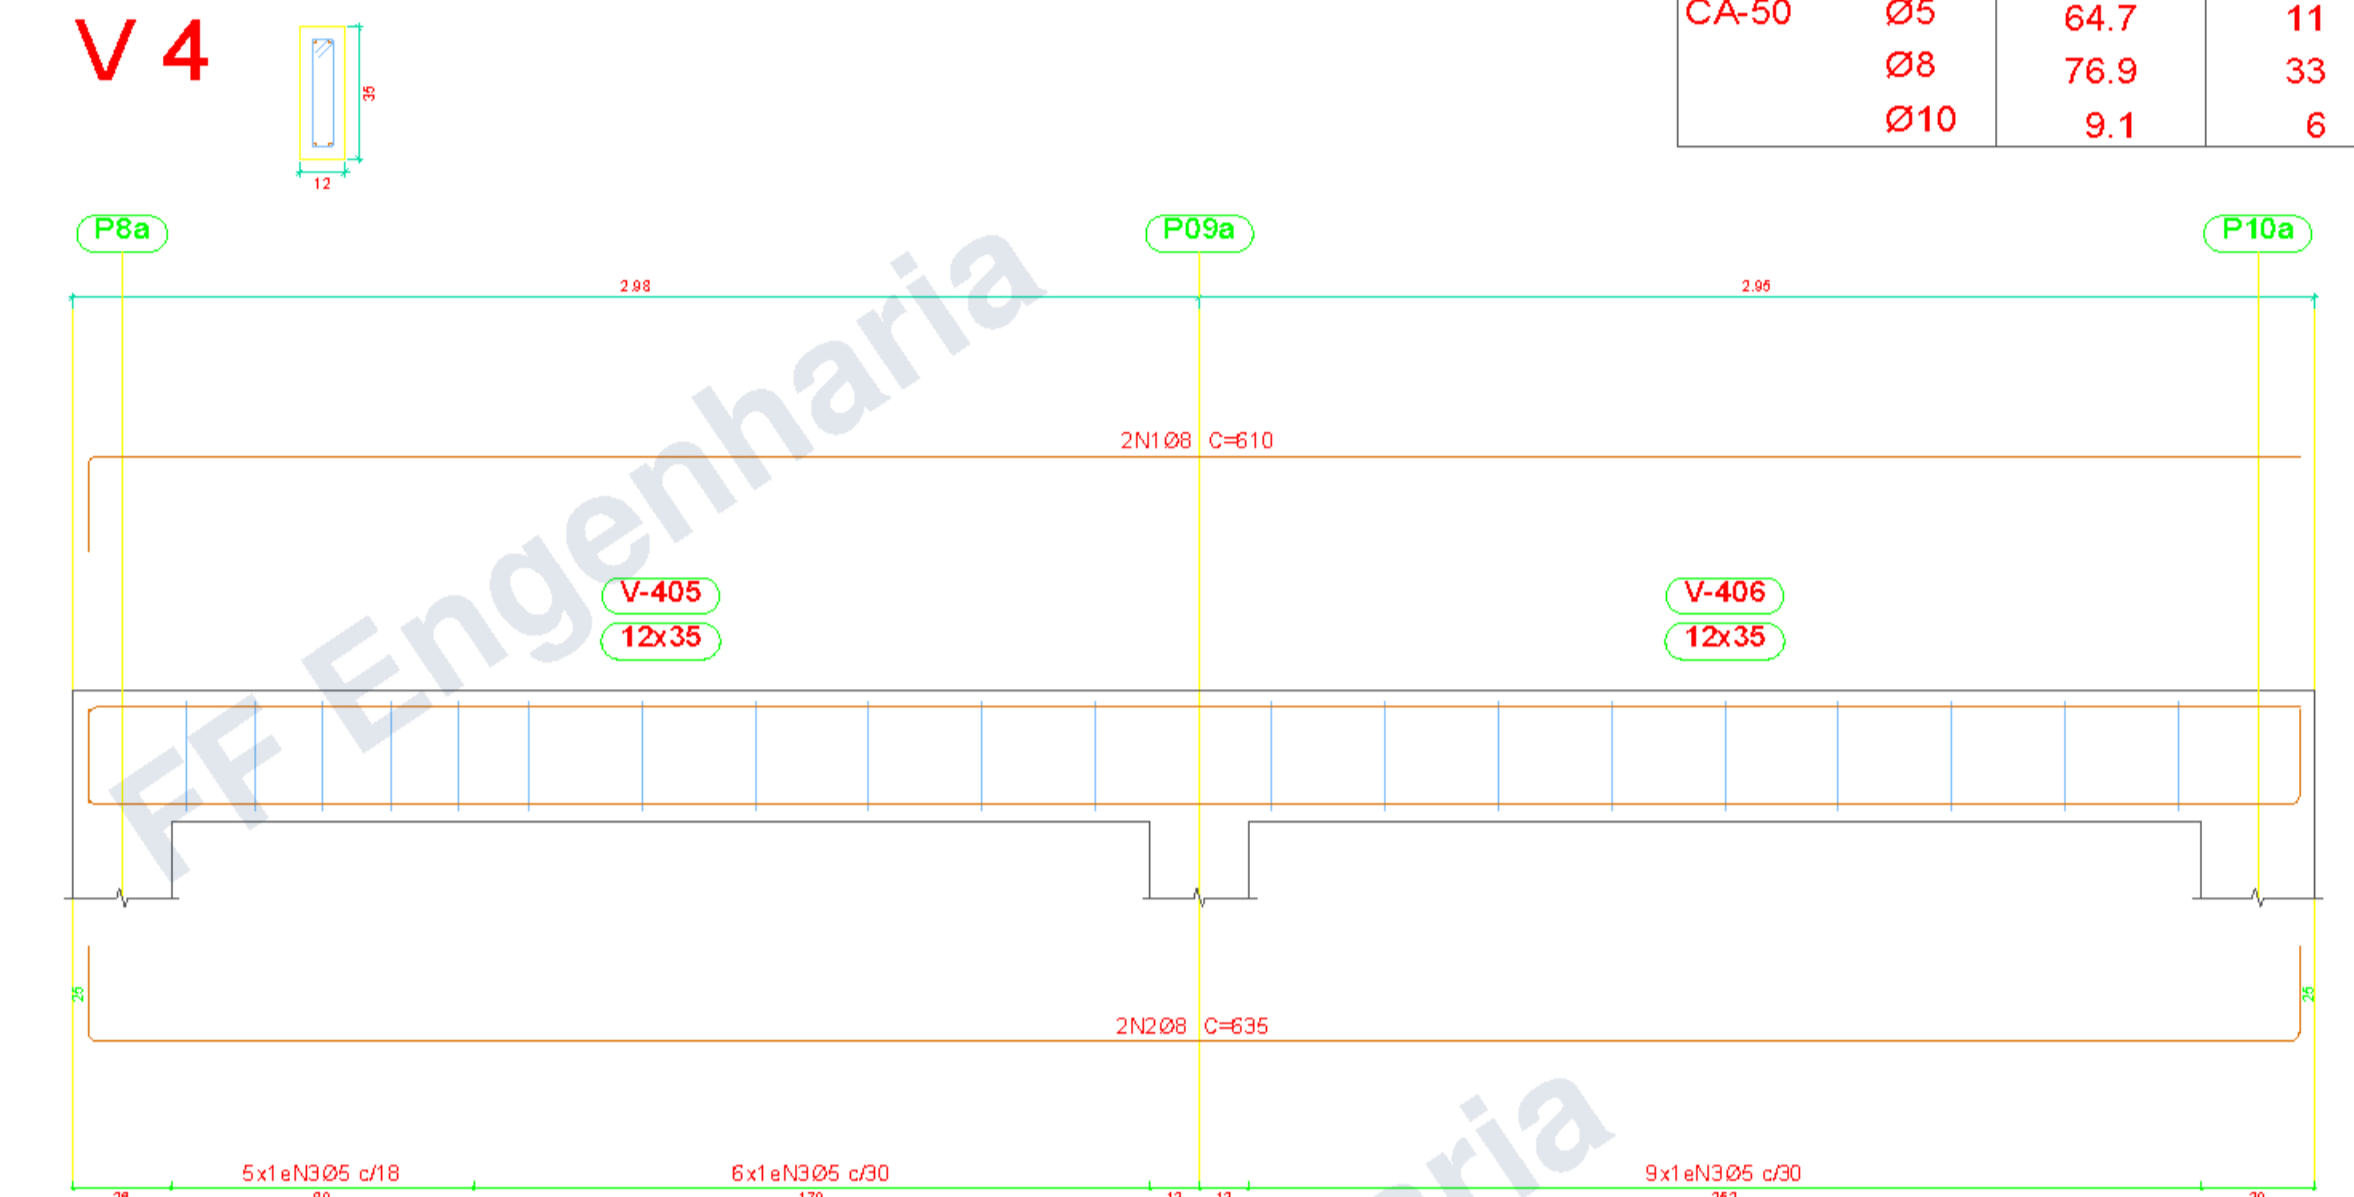 V 4
CA-50 Ø5 64.7 11
Ø8 76.9 33
Ø10 9.1 6
35
12
P8a P09a P10a
2.98 2.95
2N1Ø8 C=610
V-405 V-406
12x35 12x35
25 25
2N2Ø8 C=635
5x1eN3Ø5 c/18 6x1eN3Ø5 c/30 9x1eN3Ø5 c/30
FF Engenharia
ria